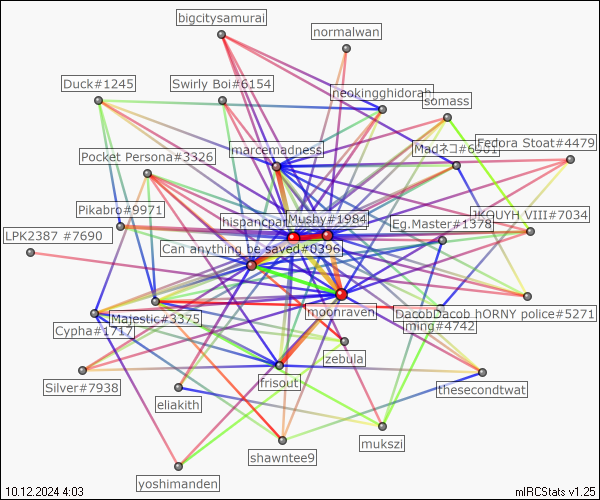 bigcitysamurai
normalwan
Duck#1245
Swirly Boi#6154
neokingghidorah
somass
marcemadness
Madネコ#6981
Fedora Stoat#4479
Pocket Persona#3326
Pikabro#9971
hispanicpan
Mushy#1984
Eg.Master#1378
JKOUYH VIII#7034
LPK2387 #7690
Can anything be saved#0396
moonraven
DacobDacob
hORNY police#5271
Majestic#3375
Cypha#1717
ming#4742
zebula
Silver#7938
frisout
thesecondtwat
eliakith
mukszi
shawntee9
yoshimanden
10.12.2024 4:03
mIRCStats v1.25